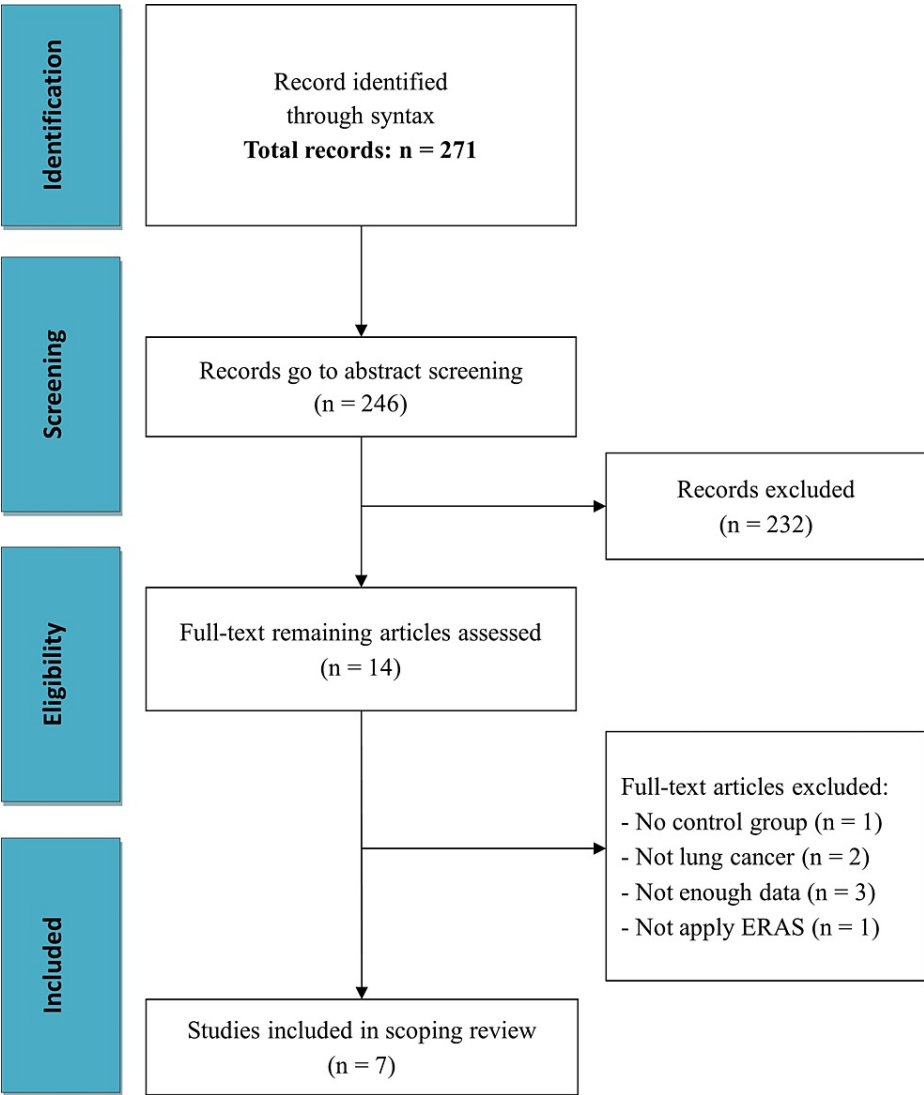 Identification
Record identified
through syntax
Total records: n = 271
Screening
Records go to abstract screening
(n = 246)
Records excluded
(n = 232)
Eligibility
Full-text remaining articles assessed
(n = 14)
Full-text articles excluded:
- No control group (n = 1)
- Not lung cancer (n = 2)
- Not enough data (n = 3)
- Not apply ERAS (n = 1)
Included
Studies included in scoping review
(n = 7)